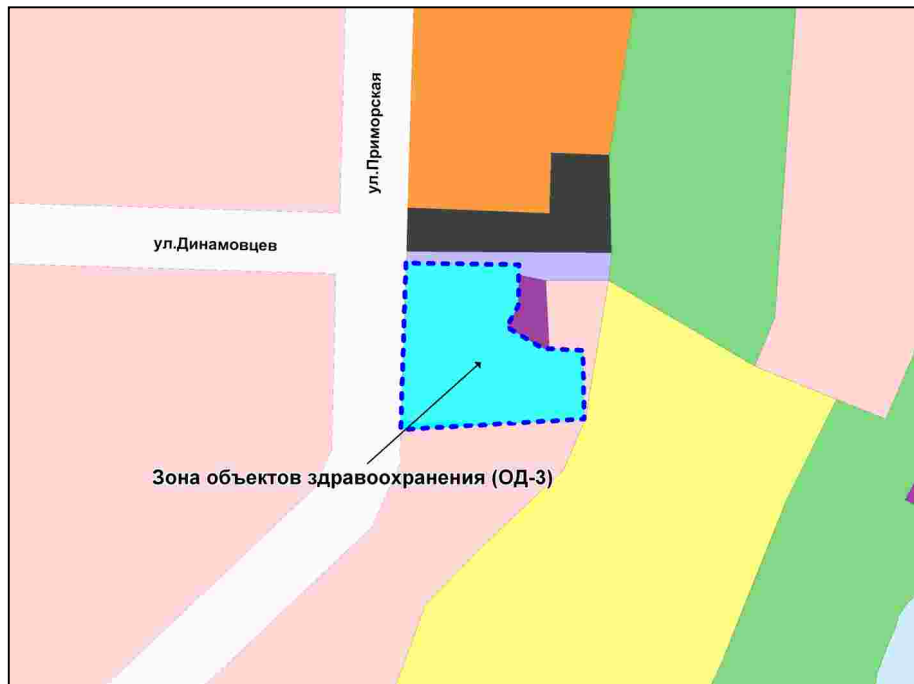 ул.Приморская
ул.Динамовцев
Зона объектов здравоохранения (ОД-3)